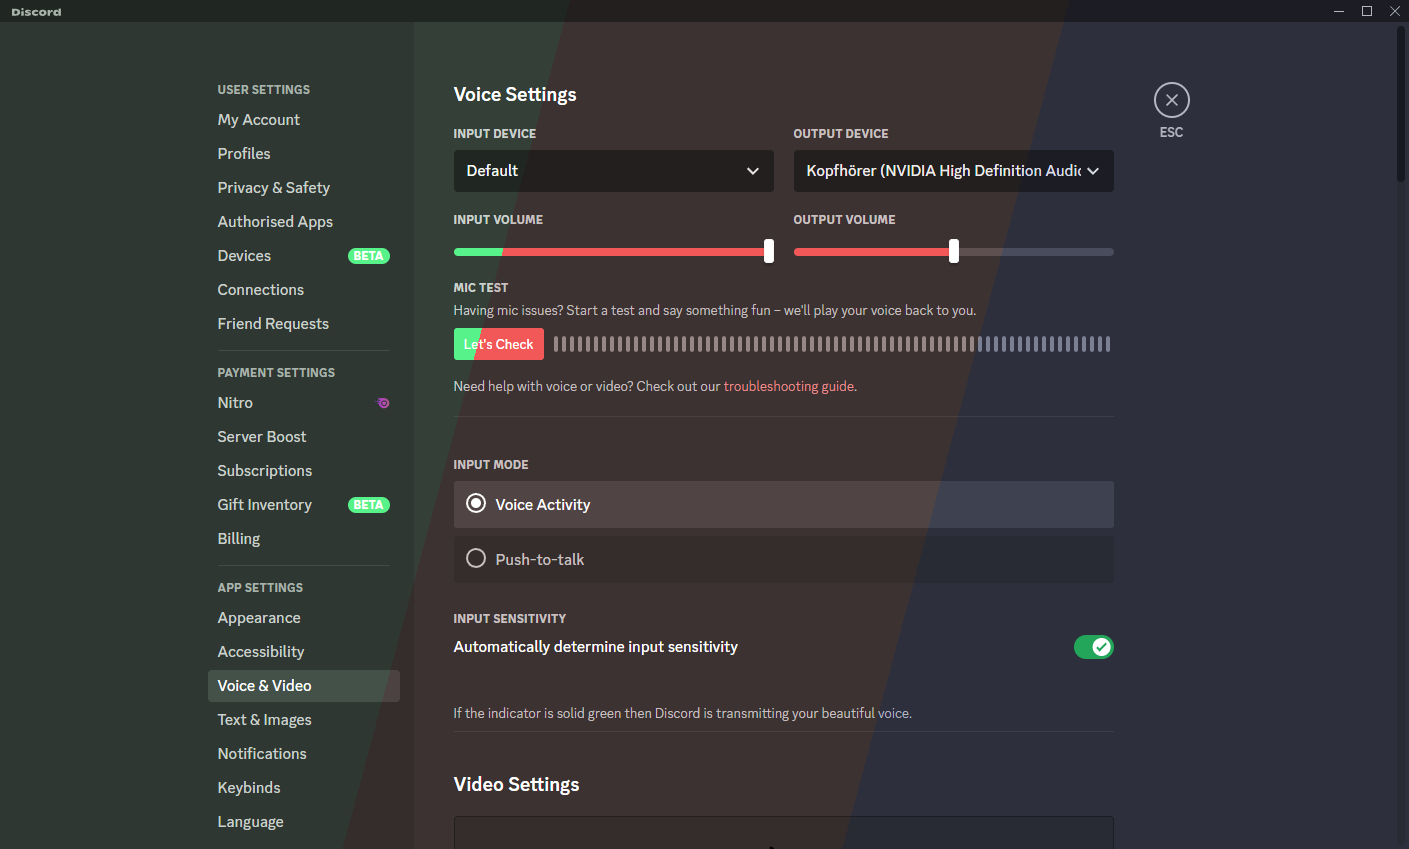 Discord
USER SETTINGS
My Account
Profiles
Privacy & Safety
Authorised Apps
Devices BETA
Connections
Friend Requests
PAYMENT SETTINGS
Nitro
Server Boost
Subscriptions
Gift Inventory BETA
Billing
APP SETTINGS
Appearance
Accessibility
Voice & Video
Text & Images
Notifications
Keybinds
Language
Voice Settings
INPUT DEVICE OUTPUT DEVICE
Default Kopfhörer (NVIDIA High Definition Audic
INPUT VOLUME OUTPUT VOLUME
MIC TEST
Having mic issues? Start a test and say something fun – we'll play your voice back to you.
Let's Check
Need help with voice or video? Check out our troubleshooting guide.
INPUT MODE
Voice Activity
Push-to-talk
INPUT SENSITIVITY
Automatically determine input sensitivity
If the indicator is solid green then Discord is transmitting your beautiful voice.
Video Settings
ESC